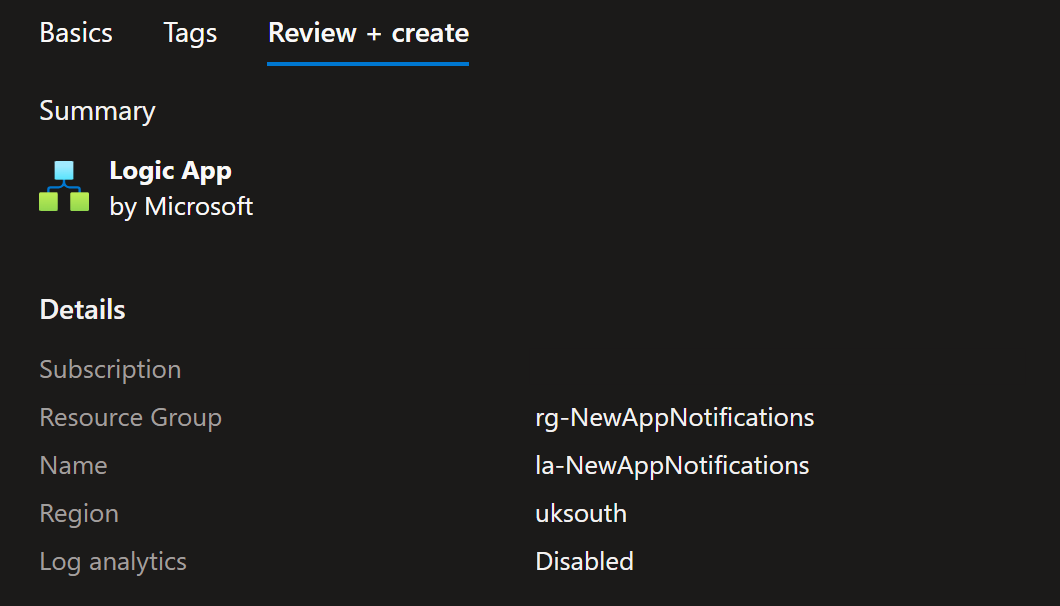 Basics Tags Review + create
Summary
Logic App
by Microsoft
Details
Subscription
Resource Group rg-NewAppNotifications
Name la-NewAppNotifications
Region uksouth
Log analytics Disabled